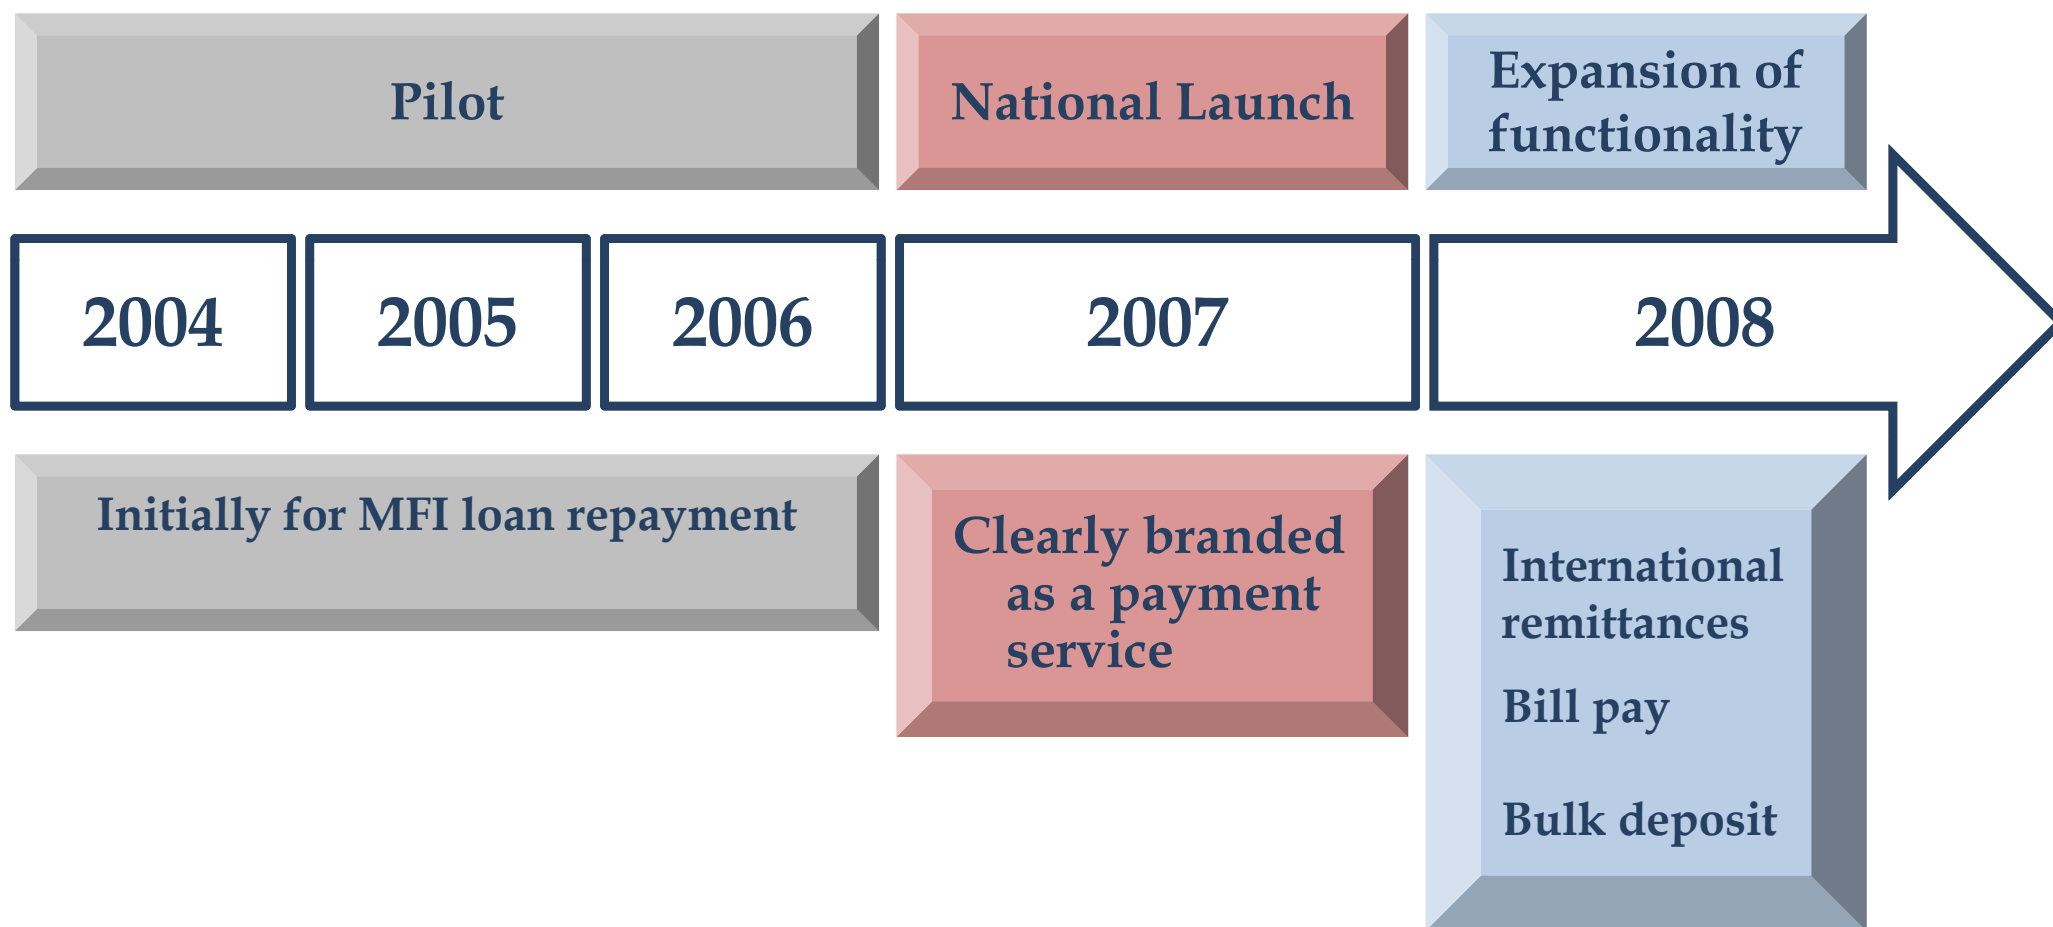 Pilot
National Launch
Expansion of
functionality
2004
2005
2006
2007
2008
Initially for MFI loan repayment
Clearly branded
as a payment
service
International
remittances
Bill pay
Bulk deposit